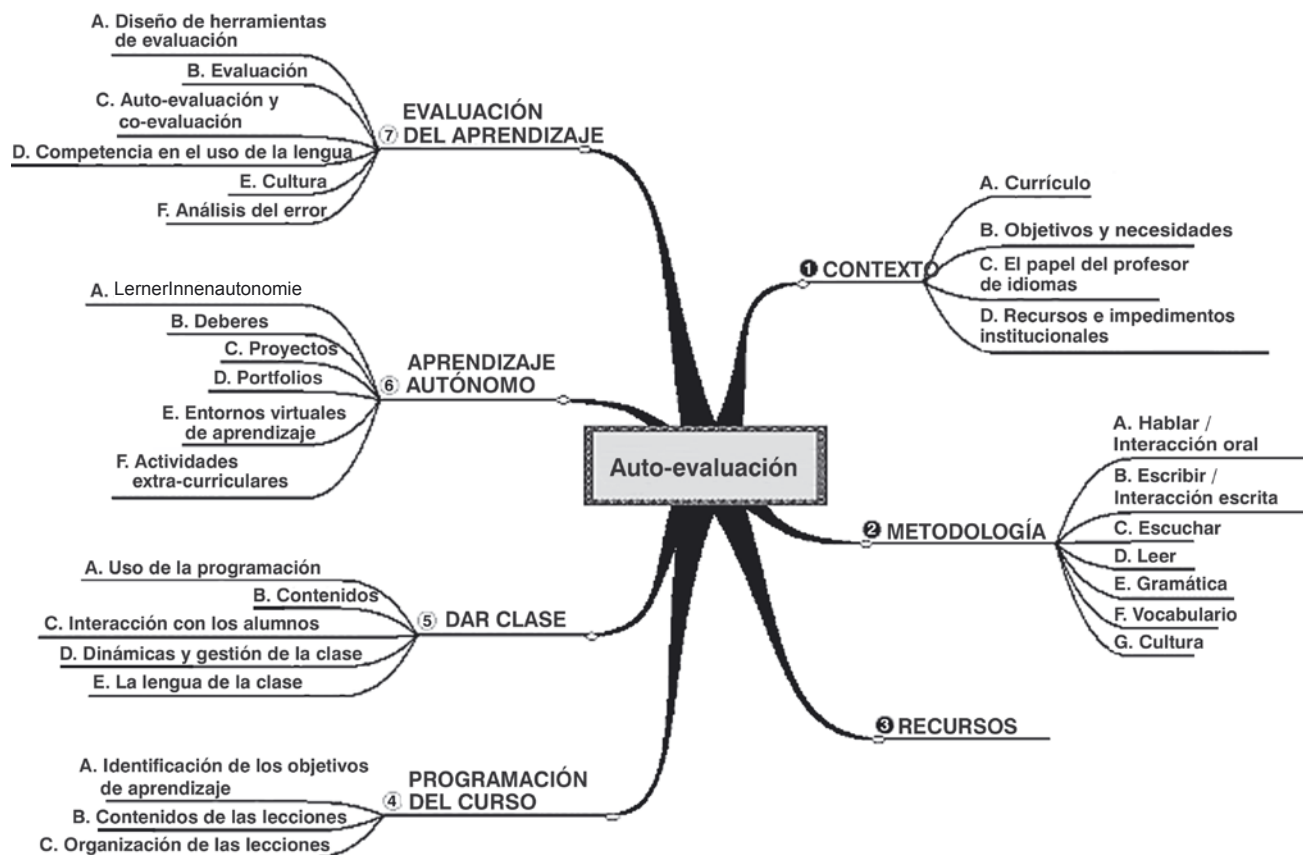 Auto-evaluación
❶ CONTEXTO
A. Currículo
B. Objetivos y necesidades
C. El papel del profesor
de idiomas
D. Recursos e impedimentos
institucionales
❷ METODOLOGÍA
A. Hablar /
Interacción oral
B. Escribir /
Interacción escrita
C. Escuchar
D. Leer
E. Gramática
F. Vocabulario
G. Cultura
❸ RECURSOS
④ PROGRAMACIÓN
DEL CURSO
A. Identificación de los objetivos
de aprendizaje
B. Contenidos de las lecciones
C. Organización de las lecciones
⑤ DAR CLASE
A. Uso de la programación
B. Contenidos
C. Interacción con los alumnos
D. Dinámicas y gestión de la clase
E. La lengua de la clase
⑥ APRENDIZAJE
AUTÓNOMO
A. LernerInnenautonomie
B. Deberes
C. Proyectos
D. Portfolios
E. Entornos virtuales
de aprendizaje
F. Actividades
extra-curriculares
⑦ EVALUACIÓN
DEL APRENDIZAJE
A. Diseño de herramientas
de evaluación
B. Evaluación
C. Auto-evaluación y
co-evaluación
D. Competencia en el uso de la lengua
E. Cultura
F. Análisis del error